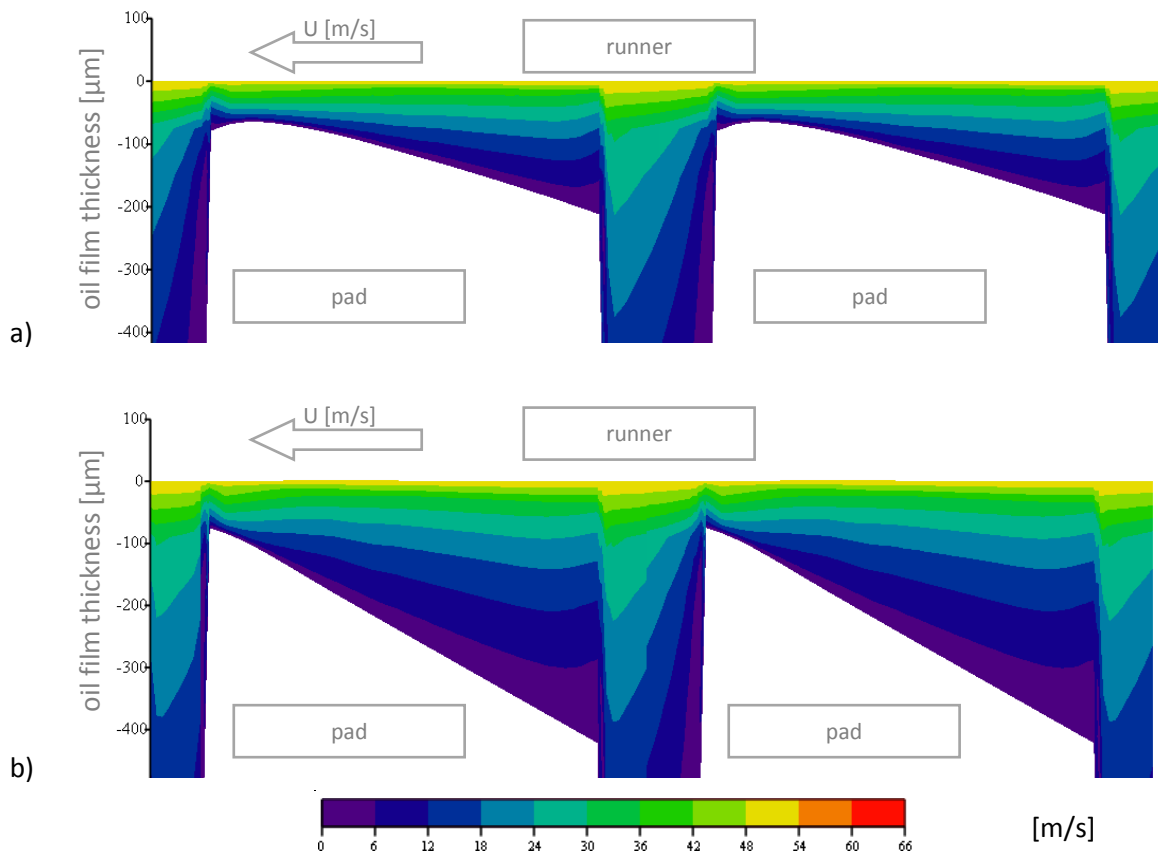 100
U [m/s]
runner
0
-100
-200
-300
-400
oil film thickness [µm]
pad
pad
a)
100
U [m/s]
runner
0
-100
-200
-300
-400
oil film thickness [µm]
pad
pad
b)
0 6 12 18 24 30 36 42 48 54 60 66
[m/s]